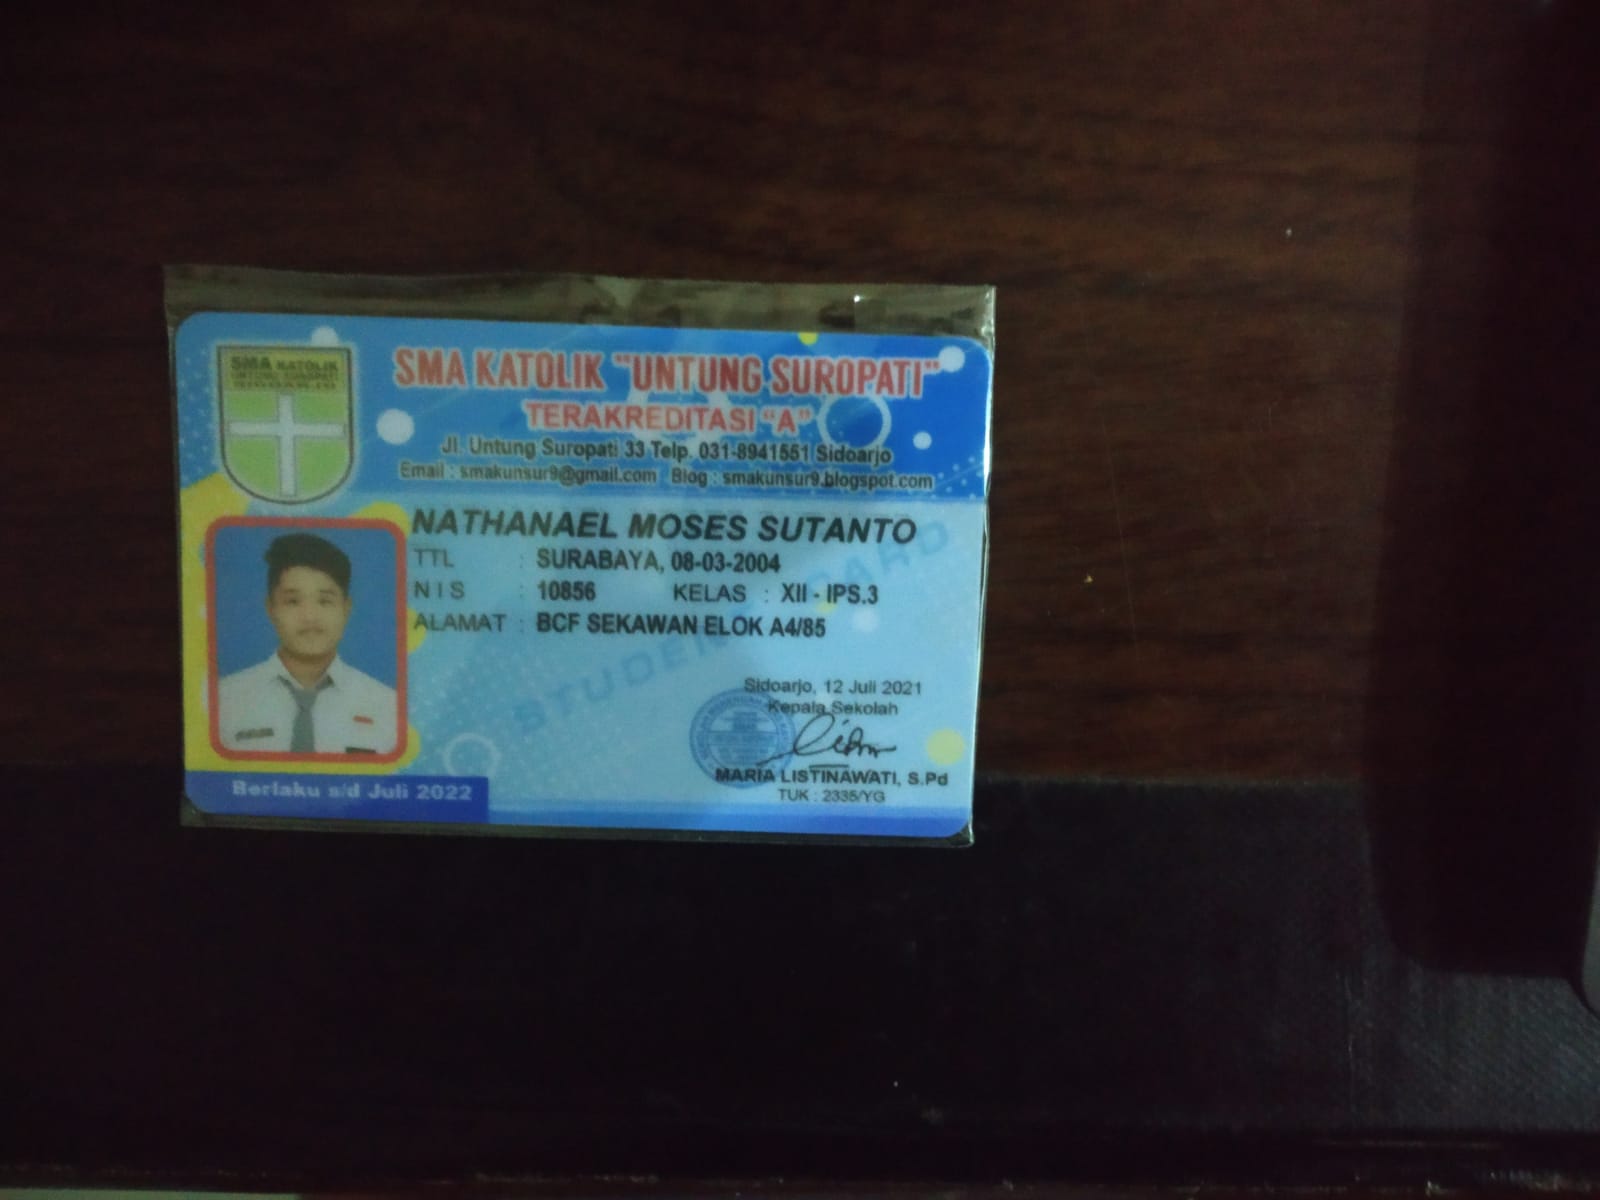 SMA KATOLIK
SMA KATOLIK "UNTUNG SUROPATI"
TERAKREDITASI "A"
Jl. Untung Suropati 33 Telp. 031-8941551 Sidoarjo
Email : smakunsur9@gmail.com Blog : smakunsur9.blogspot.com
NATHANAEL MOSES SUTANTO
TTL : SURABAYA, 08-03-2004
NIS : 10856 KELAS : XII - IPS.3
ALAMAT : BCF SEKAWAN ELOK A4/85
STUDENT CARD
Sidoarjo, 12 Juli 2021
Kepala Sekolah
MARIA LISTINAWATI, S.Pd
TUK : 2335/YG
Berlaku s/d Juli 2022